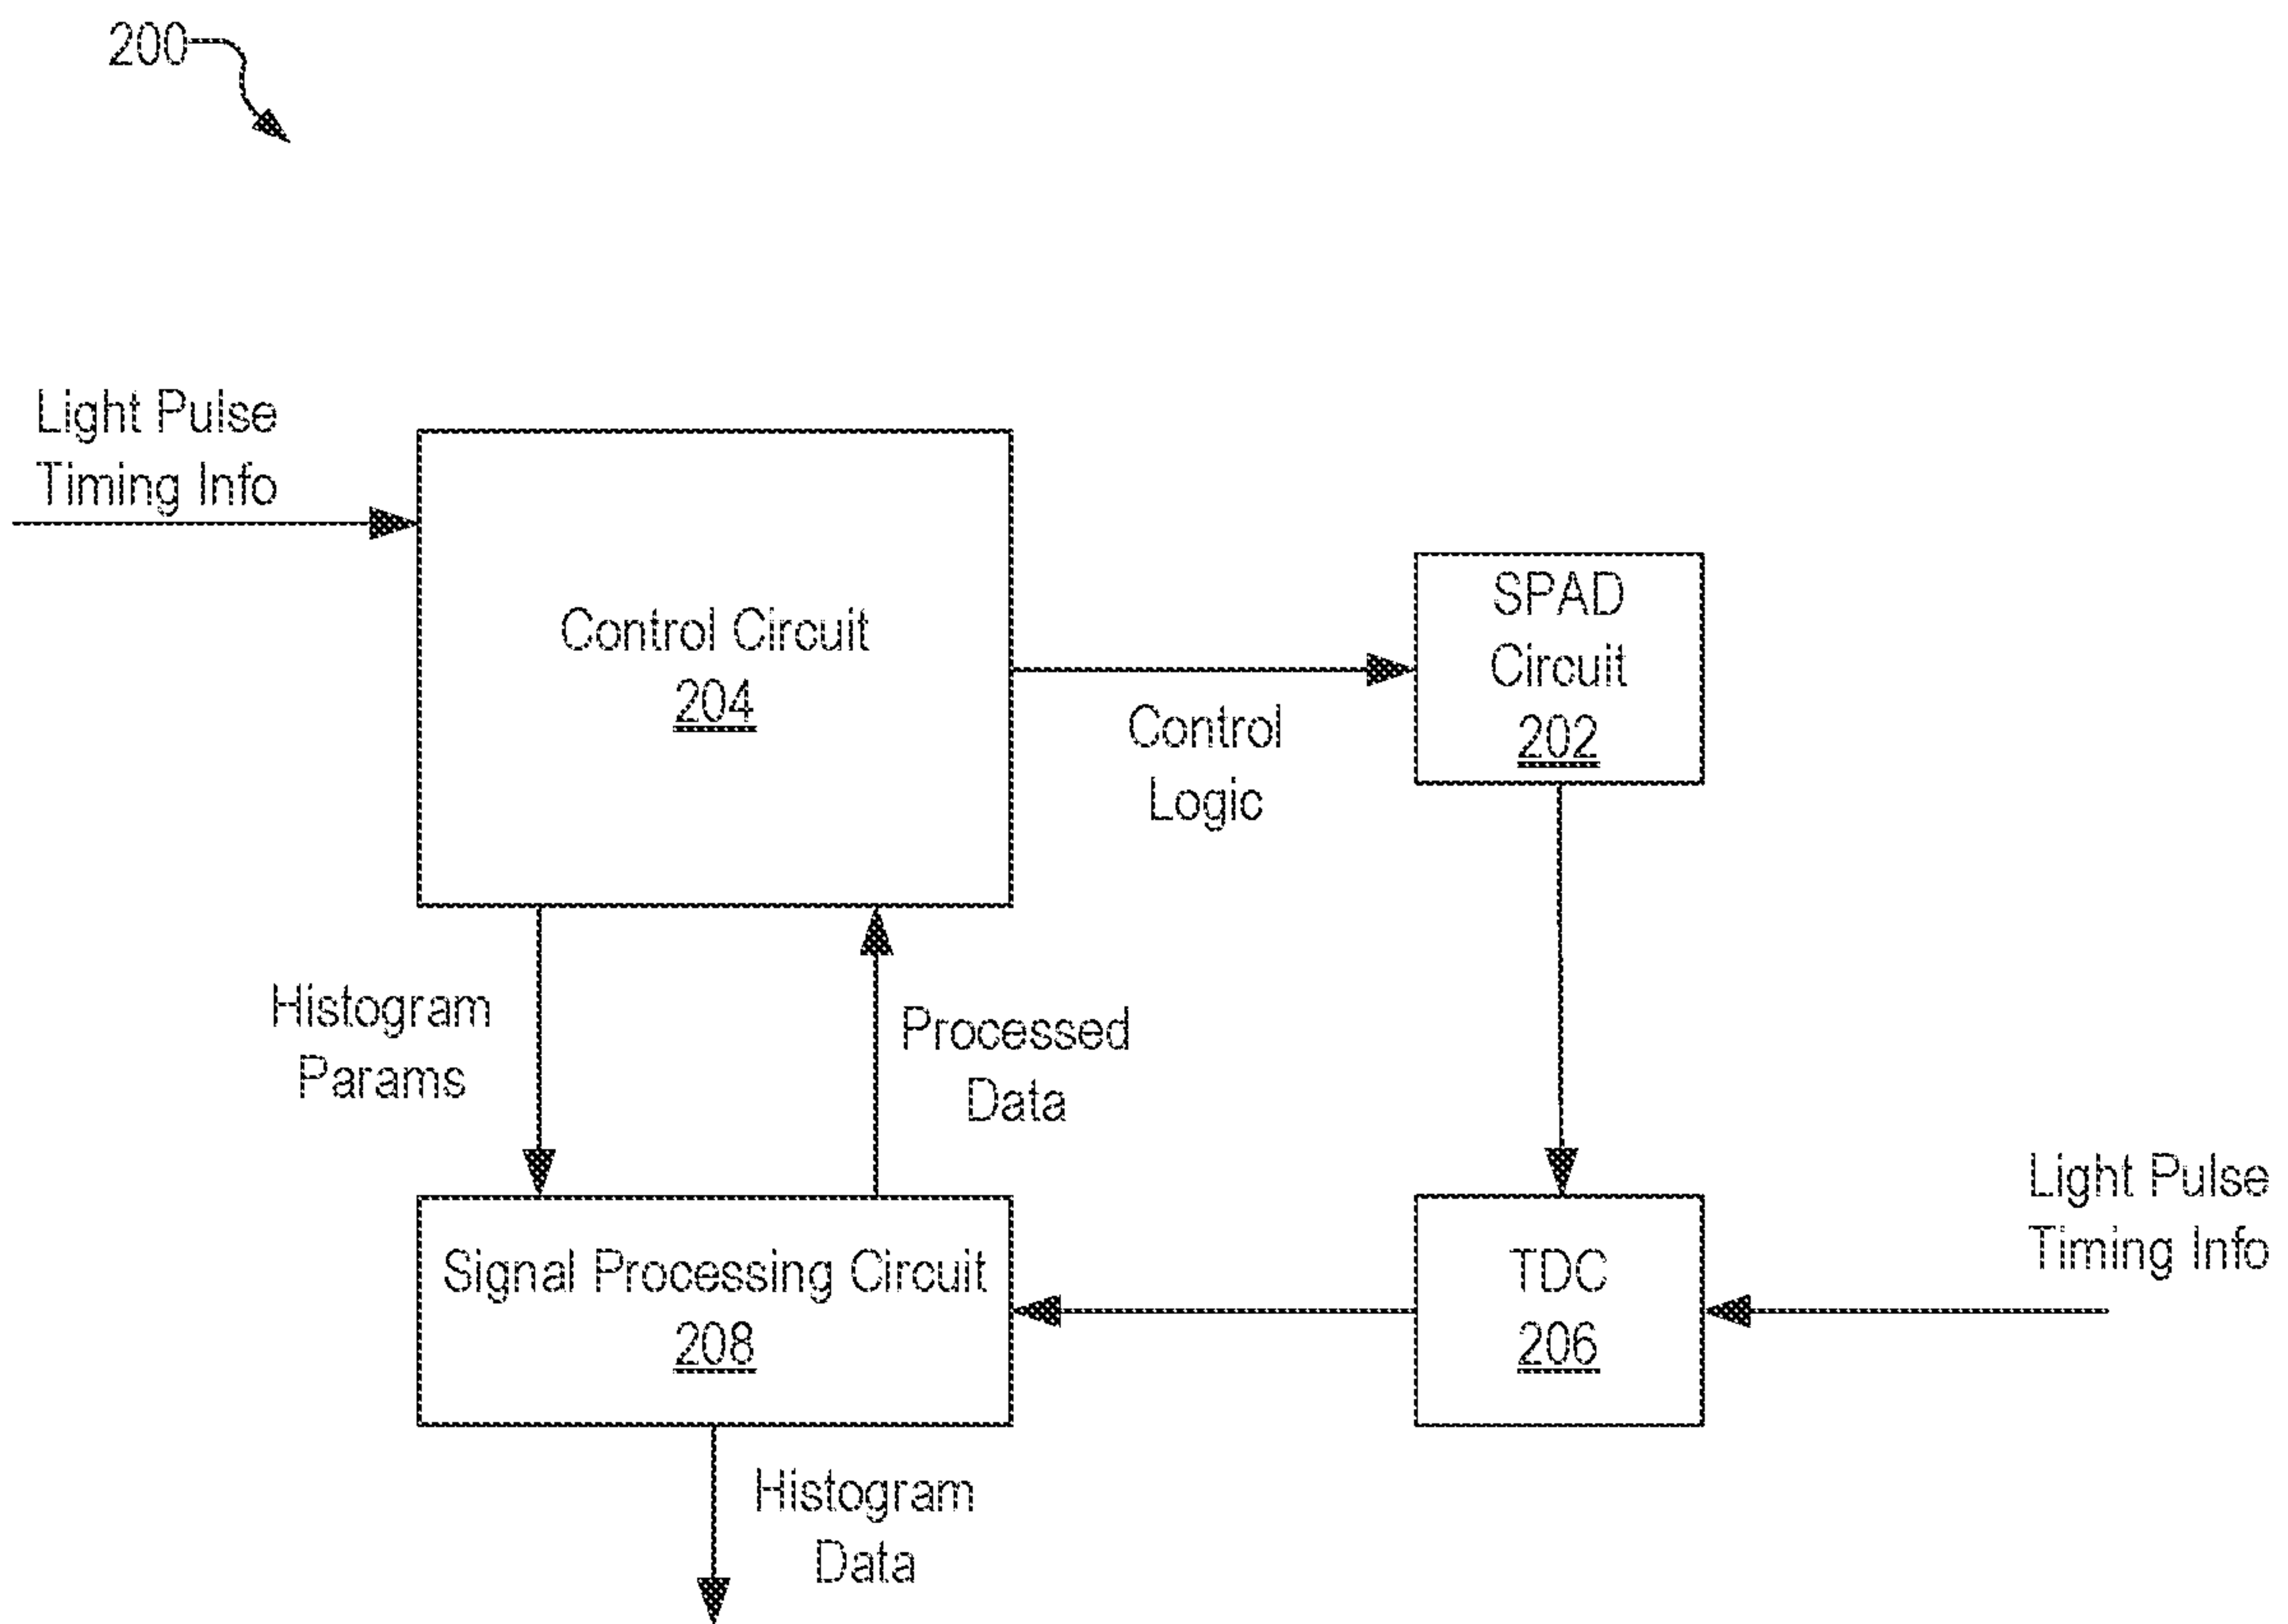 200
Light Pulse
Timing Info
Control Circuit
204
SPAD
Circuit
202
Control
Logic
Histogram
Params
Processed
Data
Signal Processing Circuit
208
TDC
206
Light Pulse
Timing Info
Histogram
Data